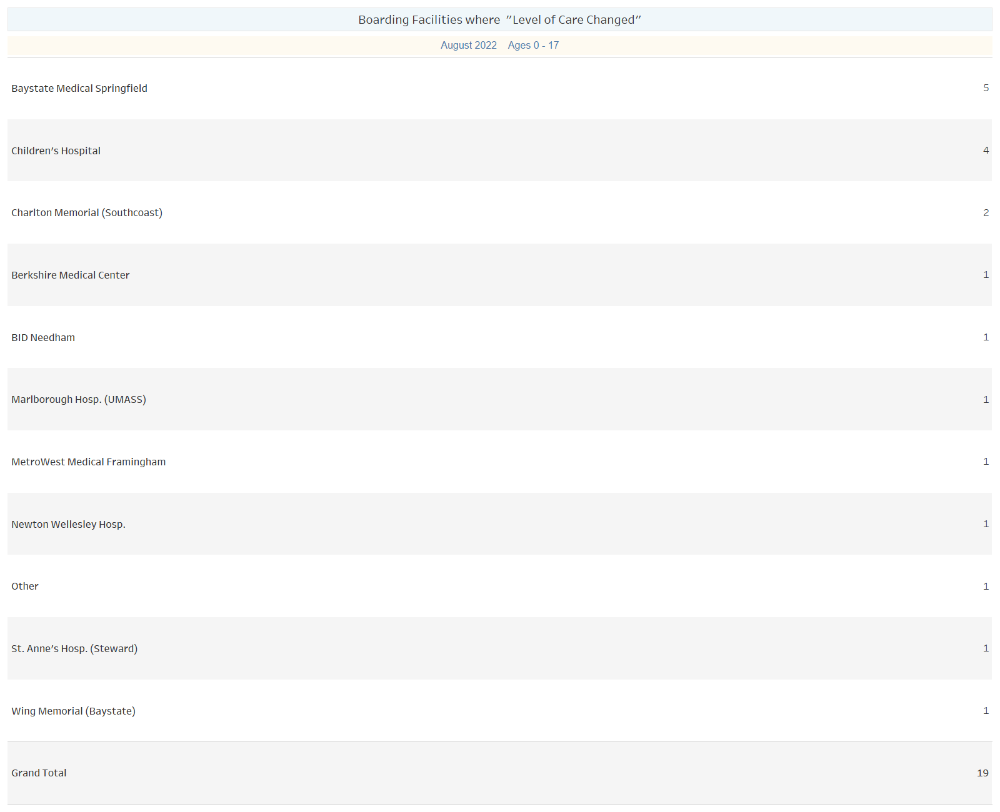 Boarding Facilities where "Level of Care Changed"
August 2022 Ages 0 - 17
Baystate Medical Springfield 5
Children's Hospital 4
Charlton Memorial (Southcoast) 2
Berkshire Medical Center 1
BID Needham 1
Marlborough Hosp. (UMASS) 1
MetroWest Medical Framingham 1
Newton Wellesley Hosp. 1
Other 1
St. Anne's Hosp. (Steward) 1
Wing Memorial (Baystate) 1
Grand Total 19